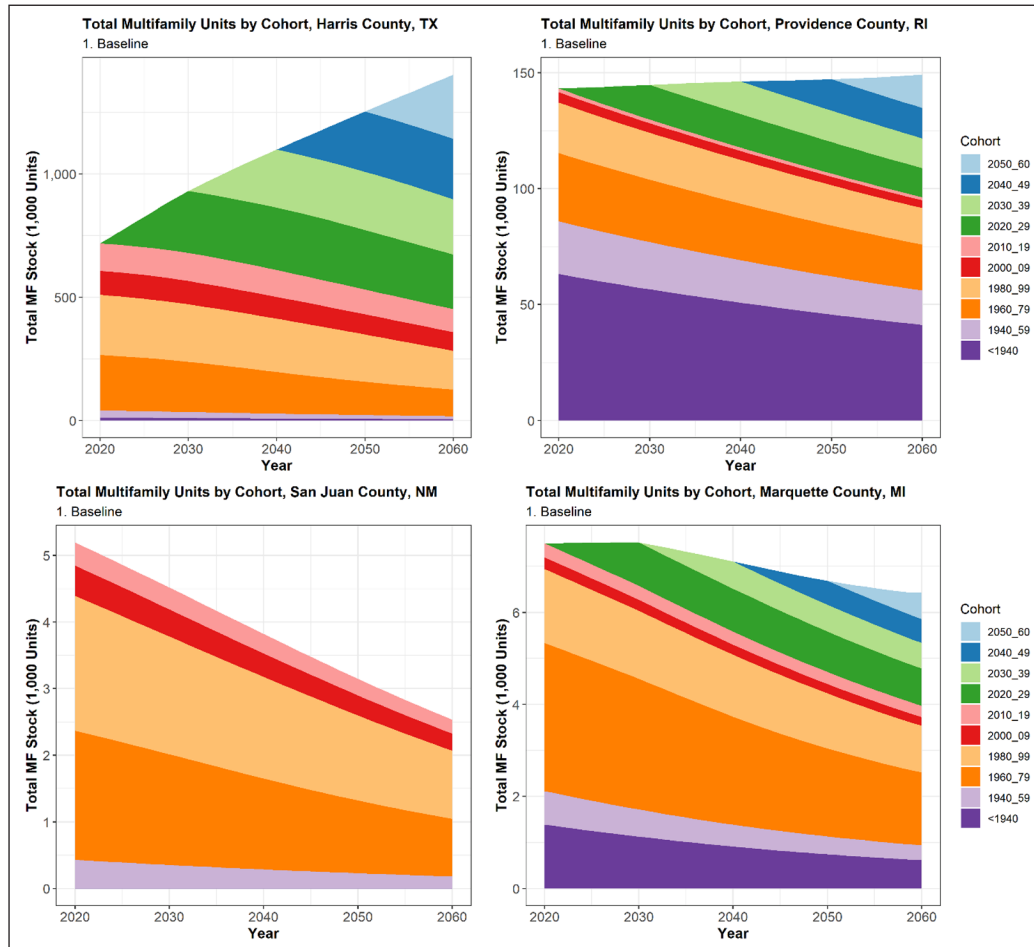 Total Multifamily Units by Cohort, Harris County, TX
1. Baseline
Total MF Stock (1,000 Units)
1,000
500
0
2020 2030 2040 2050 2060
Year
Total Multifamily Units by Cohort, Providence County, RI
1. Baseline
Total MF Stock (1,000 Units)
150
100
50
0
2020 2030 2040 2050 2060
Year
Cohort
2050_60
2040_49
2030_39
2020_29
2010_19
2000_09
1980_99
1960_79
1940_59
<1940
Total Multifamily Units by Cohort, San Juan County, NM
1. Baseline
Total MF Stock (1,000 Units)
5
4
3
2
1
0
2020 2030 2040 2050 2060
Year
Total Multifamily Units by Cohort, Marquette County, MI
1. Baseline
Total MF Stock (1,000 Units)
6
4
2
0
2020 2030 2040 2050 2060
Year
Cohort
2050_60
2040_49
2030_39
2020_29
2010_19
2000_09
1980_99
1960_79
1940_59
<1940